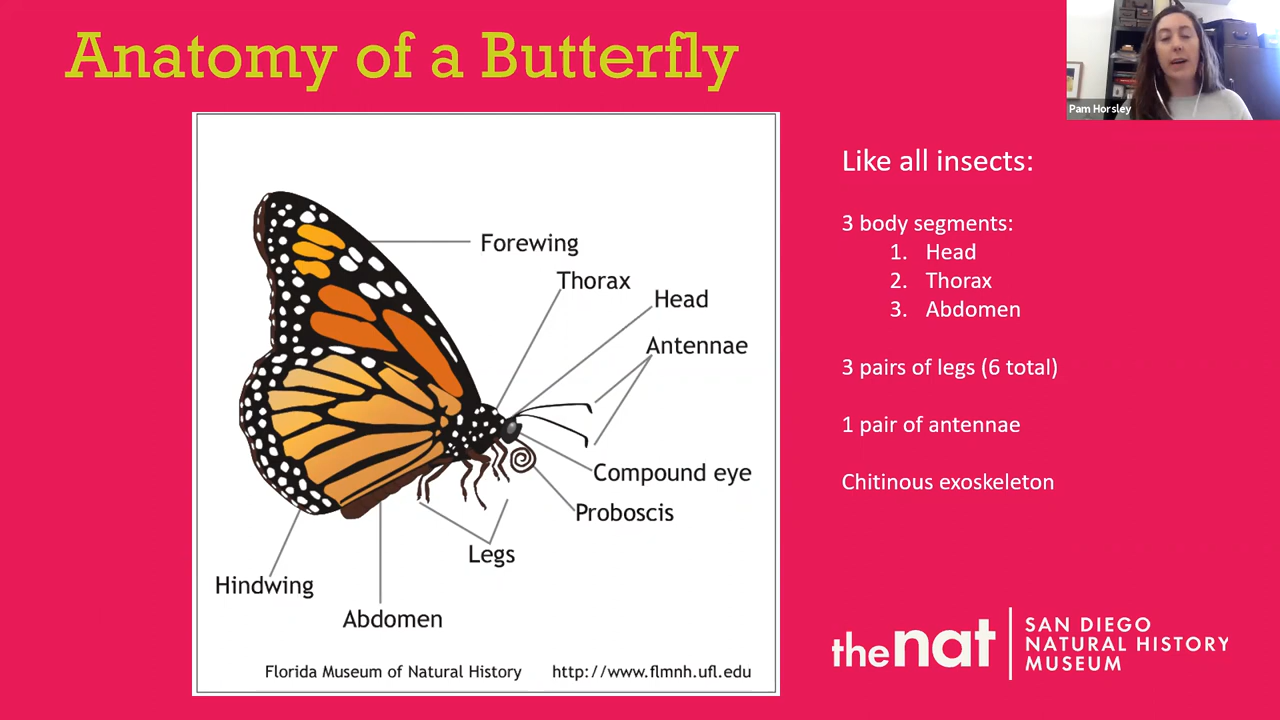 Anatomy of a Butterfly
Pam Horsley
Forewing
Thorax
Head
Antennae
Compound eye
Proboscis
Legs
Hindwing
Abdomen
Florida Museum of Natural History http://www.flmnh.ufl.edu
Like all insects:
3 body segments:
1. Head
2. Thorax
3. Abdomen
3 pairs of legs (6 total)
1 pair of antennae
Chitinous exoskeleton
thenat
SAN DIEGO
NATURAL HISTORY
MUSEUM